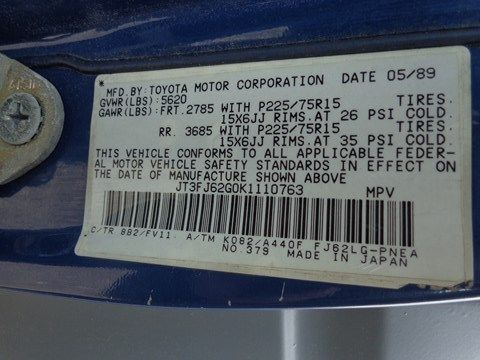 MFD.BY:TOYOTA MOTOR CORPORATION DATE 05/89
GVWR(LBS):5620
GAWR(LBS):FRT.2785 WITH P225/75R15 TIRES.
15X6JJ RIMS.AT 26 PSI COLD.
RR. 3685 WITH P225/75R15 TIRES.
15X6JJ RIMS.AT 35 PSI COLD.
THIS VEHICLE CONFORMS TO ALL APPLICABLE FEDER-
AL MOTOR VEHICLE SAFETY STANDARDS IN EFFECT ON
THE DATE OF MANUFACTURE SHOWN ABOVE
JT3FJ62G0K1110763 MPV
C/TR 8B2/FV11 A/TM K082/A440F FJ62LG-PNEA
NO.379 MADE IN JAPAN